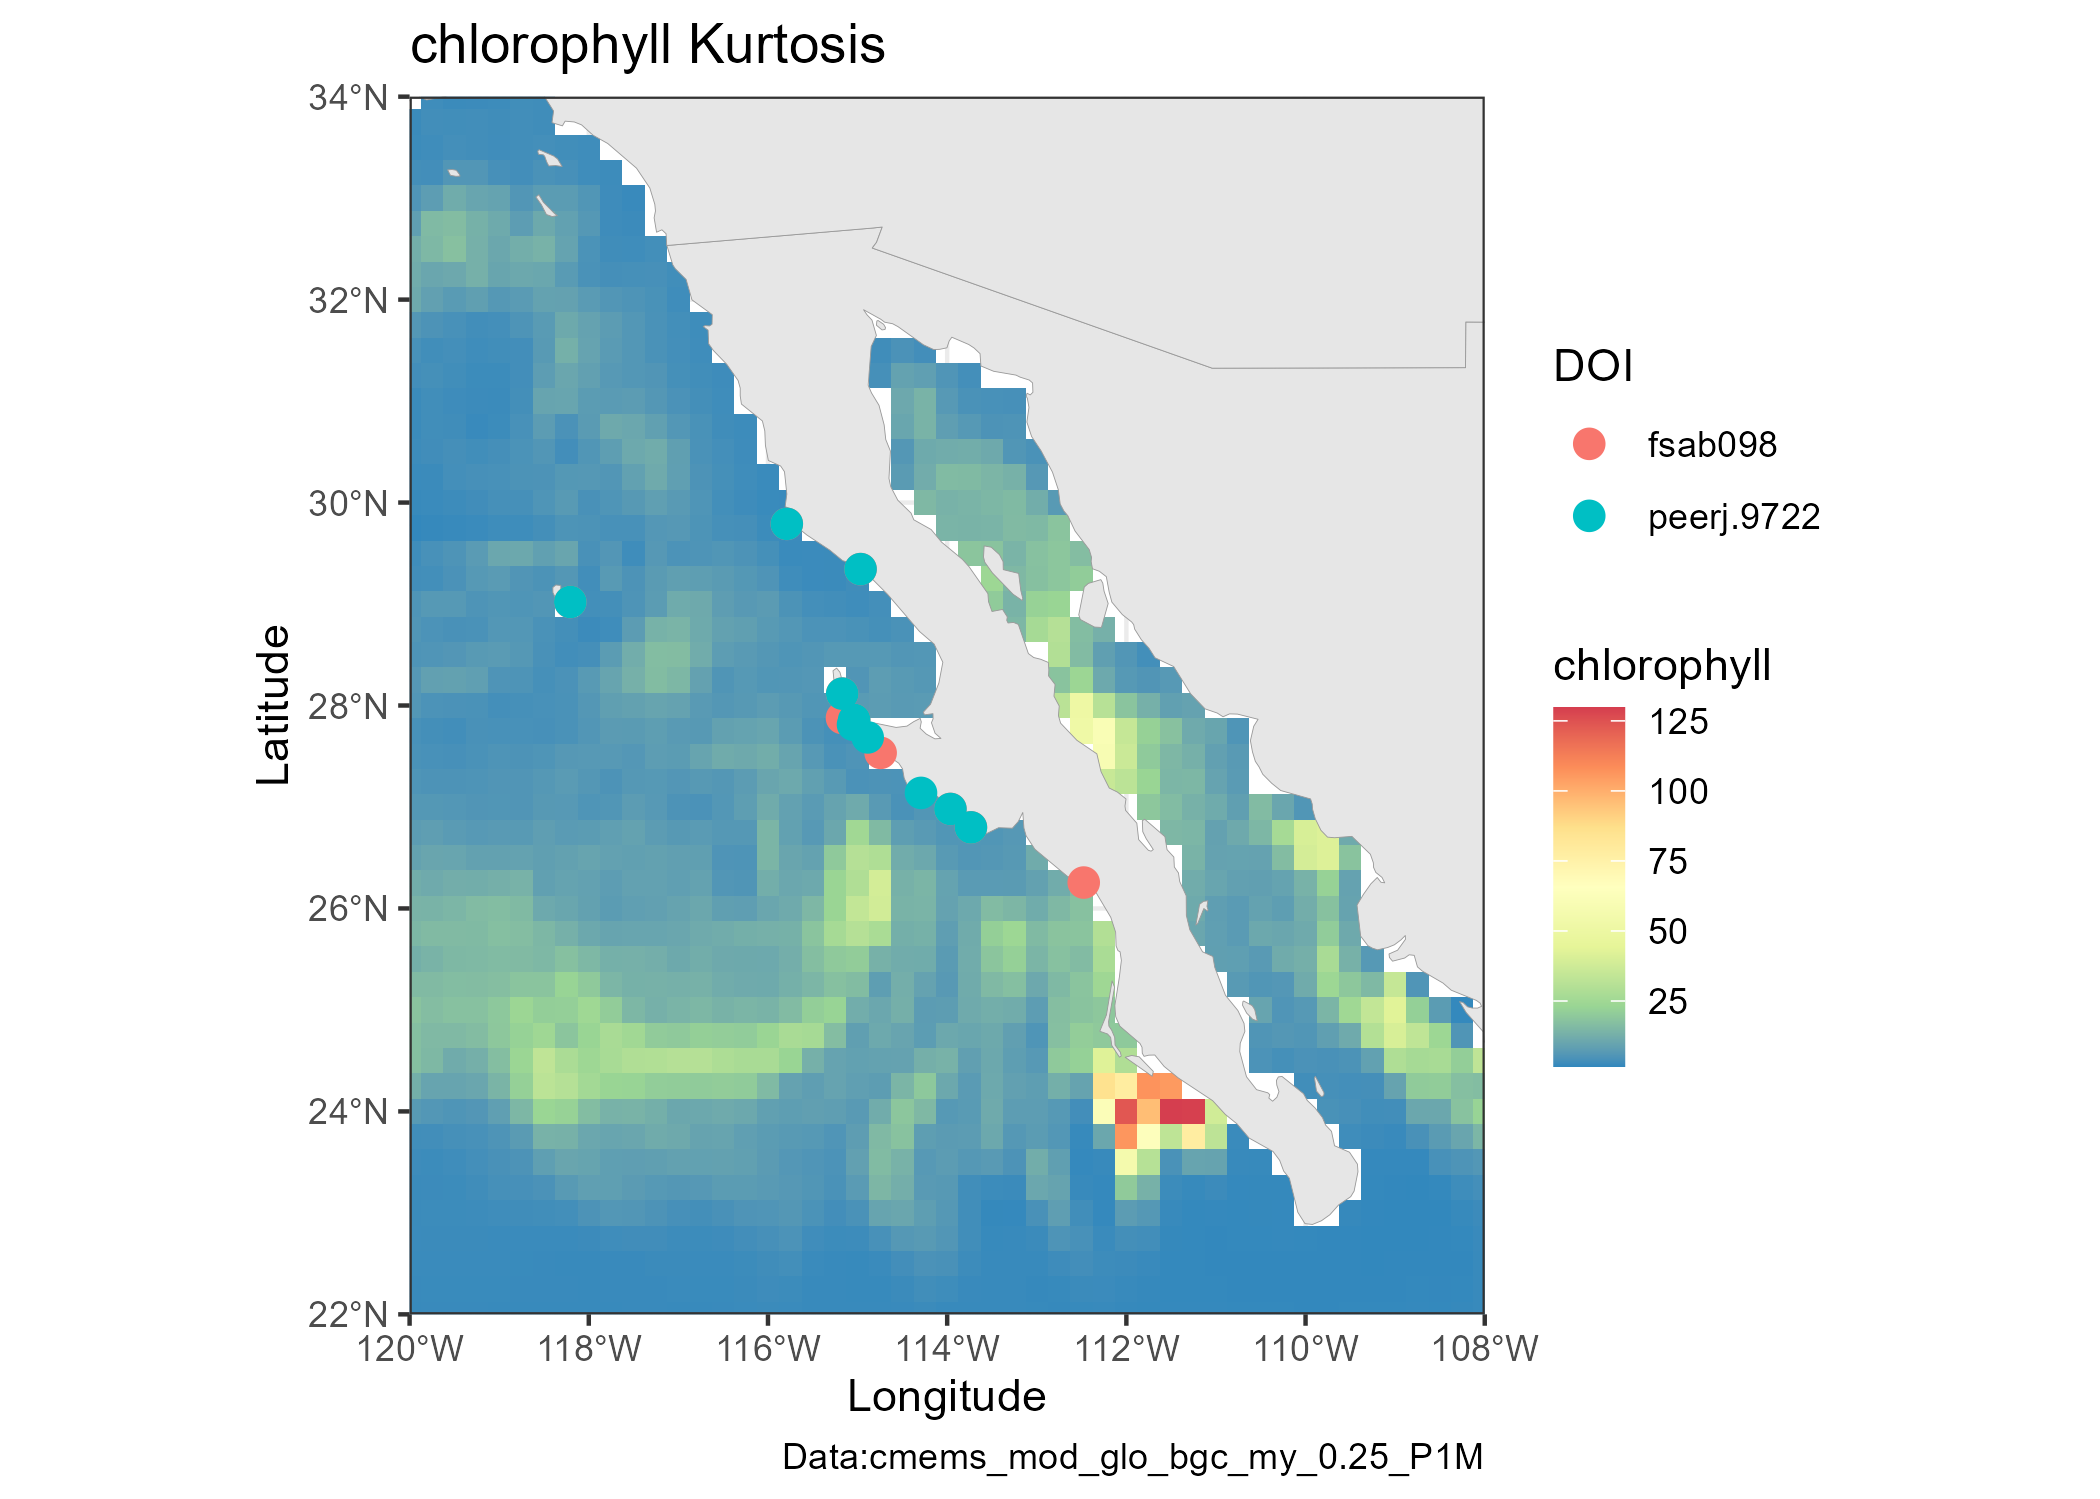 chlorophyll Kurtosis
34°N
32°N
30°N
28°N
26°N
24°N
22°N
Latitude
120°W
118°W
116°W
114°W
112°W
110°W
108°W
Longitude
Data:cmems_mod_glo_bgc_my_0.25_P1M
DOI
fsab098
peerj.9722
chlorophyll
125
100
75
50
25